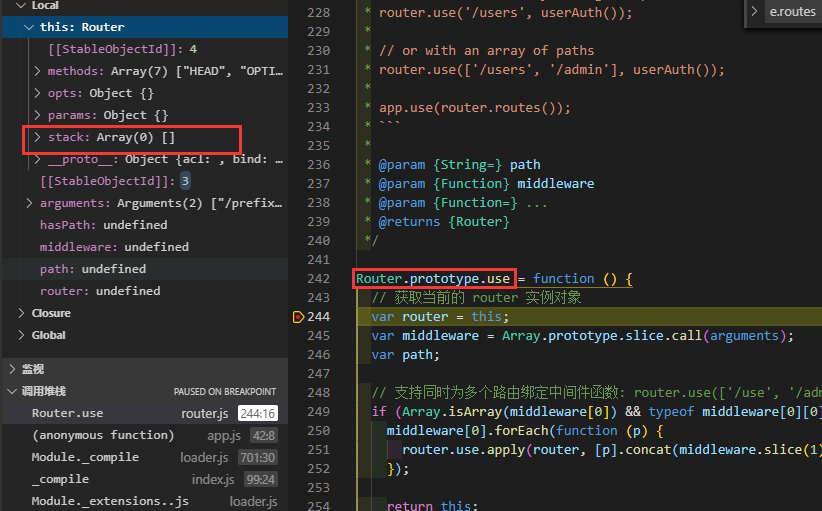 Local
this: Router
[[StableObjectId]]: 4
methods: Array(7) ["HEAD", "OPTI…
opts: Object {}
params: Object {}
stack: Array(0) []
__proto__: Object {acl: , bind: …
[[StableObjectId]]: 3
arguments: Arguments(2) ["/prefix…
hasPath: undefined
middleware: undefined
path: undefined
router: undefined
Closure
Global
监视
调用堆栈 PAUSED ON BREAKPOINT
Router.use router.js 244:16
(anonymous function) app.js 42:8
Module._compile loader.js 701:30
_compile index.js 99:24
Module._extensions..js loader.js
e.routes
228 * router.use('/users', userAuth());
229 *
230 * // or with an array of paths
231 * router.use(['/users', '/admin'], userAuth());
232 *
233 * app.use(router.routes());
234 * ```
235 *
236 * @param {String=} path
237 * @param {Function} middleware
238 * @param {Function=} ...
239 * @returns {Router}
240 */
241
242 Router.prototype.use = function () {
243 // 获取当前的 router 实例对象
244 var router = this;
245 var middleware = Array.prototype.slice.call(arguments);
246 var path;
247
248 // 支持同时为多个路由绑定中间件函数: router.use(['/use', '/adm
249 if (Array.isArray(middleware[0]) && typeof middleware[0][0]
250 middleware[0].forEach(function (p) {
251 router.use.apply(router, [p].concat(middleware.slice(1)
252 });
253
254 return this;